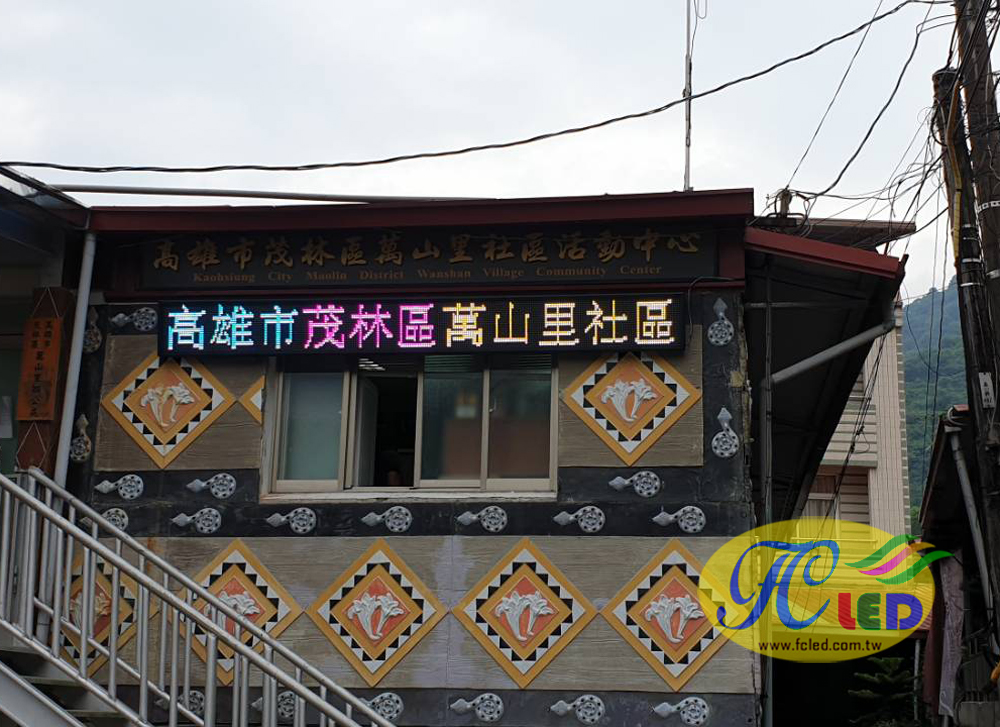 高雄市茂林區萬山里社區活動中心
Kaohsiung City Maolin District Wanshan Village Community Center
高雄市茂林區萬山里社區
FC LED
www.fcled.com.tw